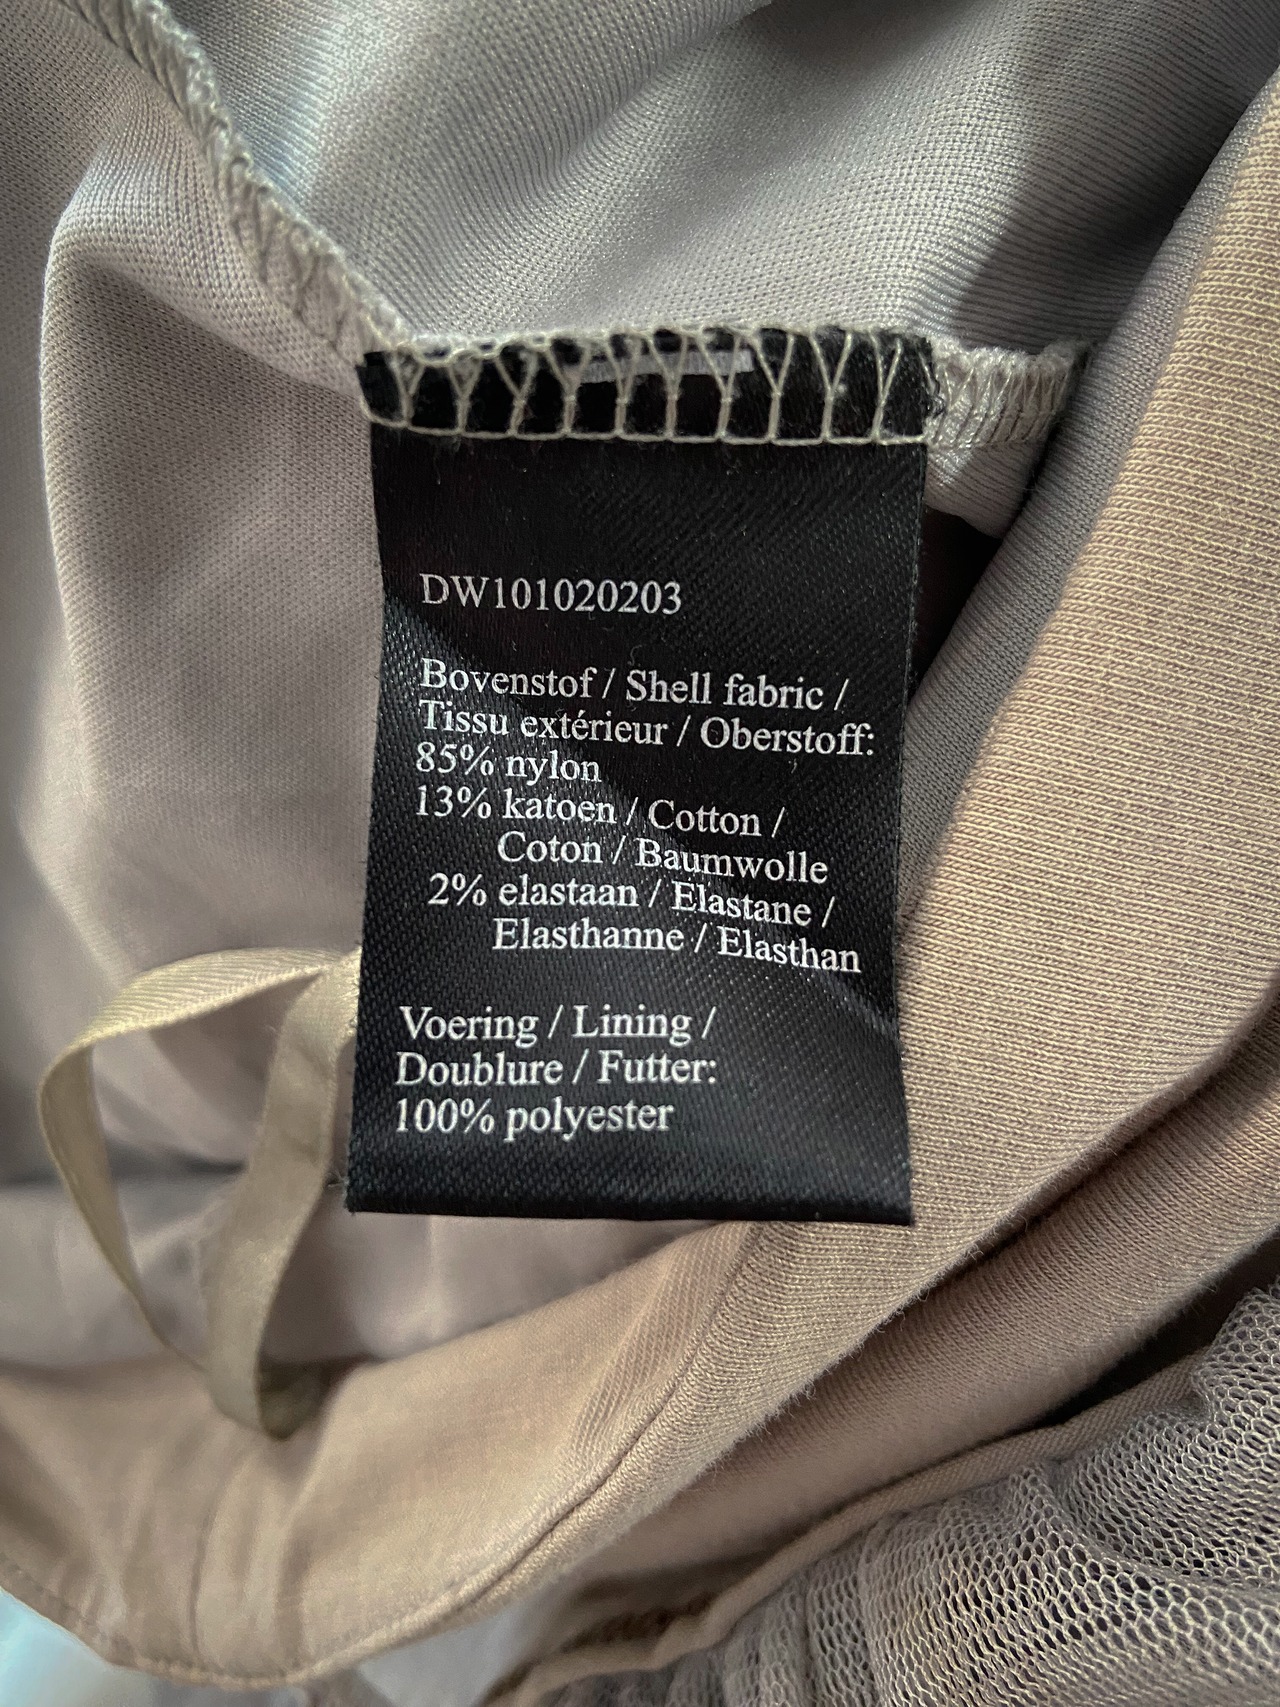 DW101020203
Bovenstof / Shell fabric /
Tissu extérieur / Oberstoff:
85% nylon
13% katoen / Cotton /
Coton / Baumwolle
2% elastaan / Elastane /
Elasthanne / Elasthan
Voering / Lining /
Doublure / Futter:
100% polyester